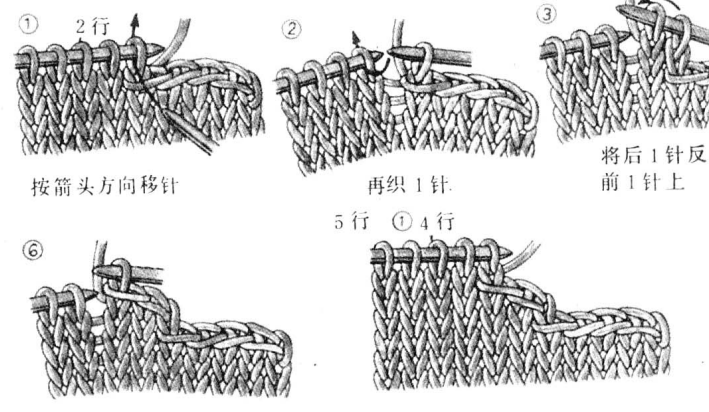 ①
2行
②
③
按箭头方向移针
再织1针.
将后1针反
前1针上
⑥
5行 ① 4行